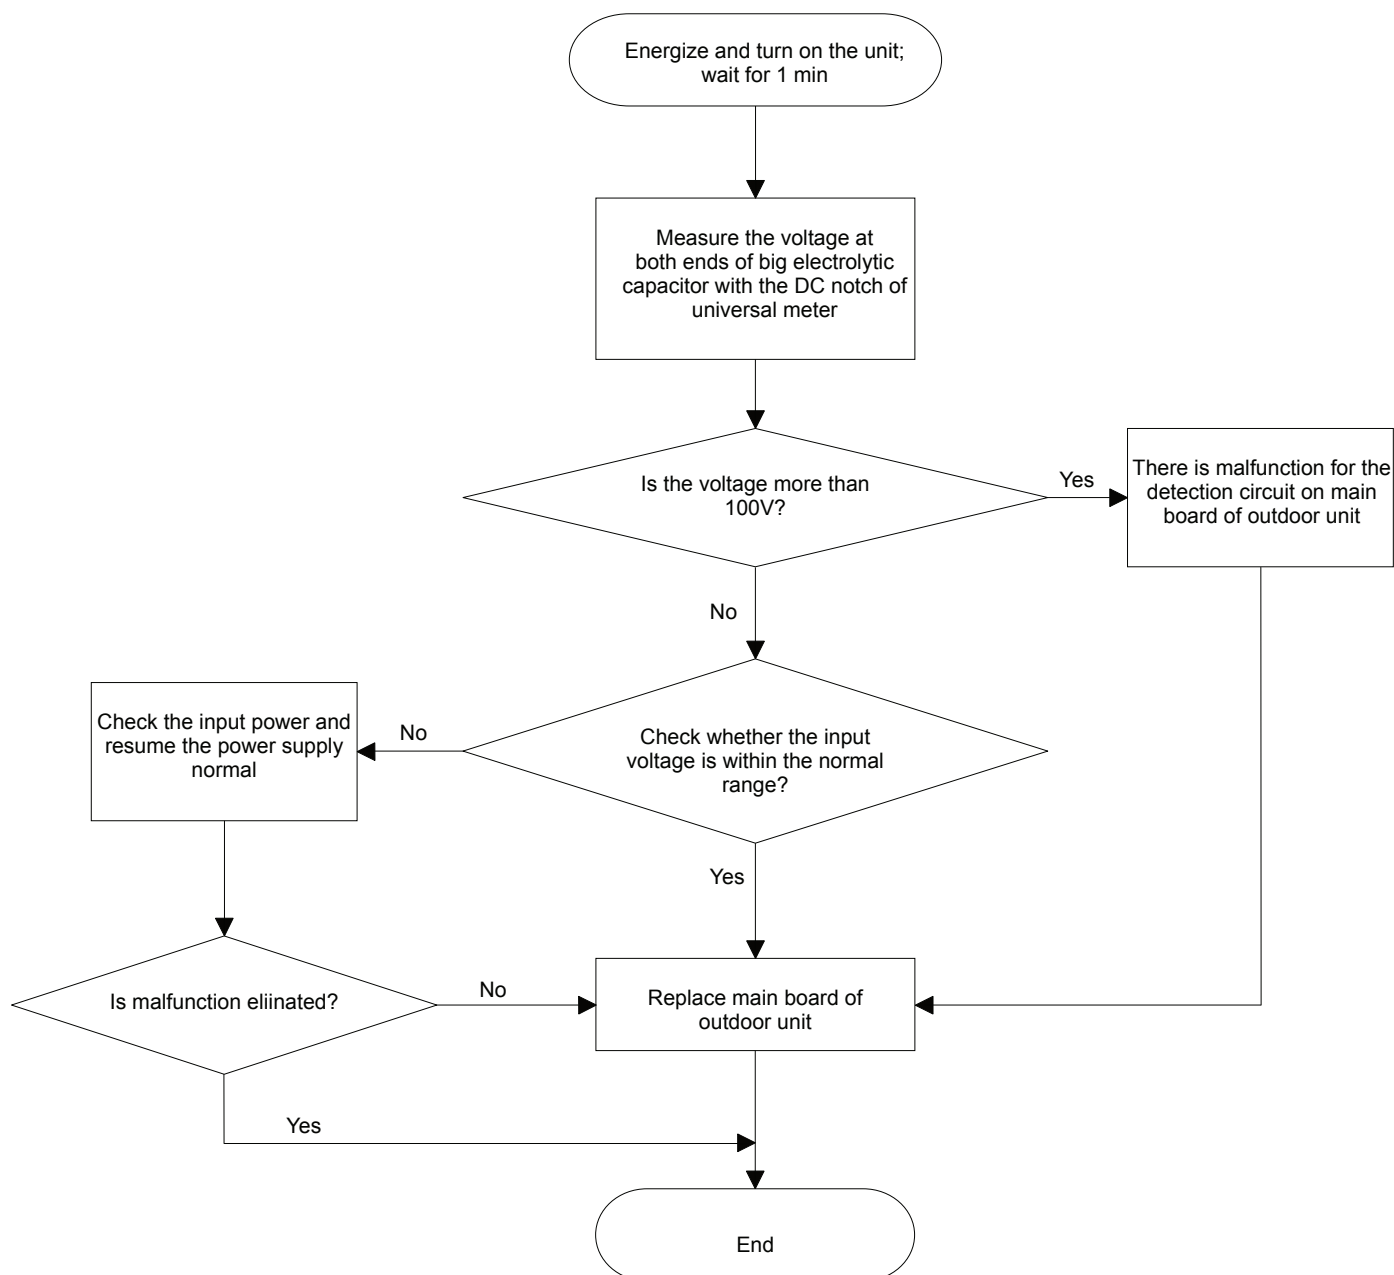 Energize and turn on the unit;
wait for 1 min
Measure the voltage at
both ends of big electrolytic
capacitor with the DC notch of
universal meter
Is the voltage more than
100V?
Yes
There is malfunction for the
detection circuit on main
board of outdoor unit
No
Check whether the input
voltage is within the normal
range?
No
Check the input power and
resume the power supply
normal
Yes
Is malfunction eliinated?
No
Replace main board of
outdoor unit
Yes
End